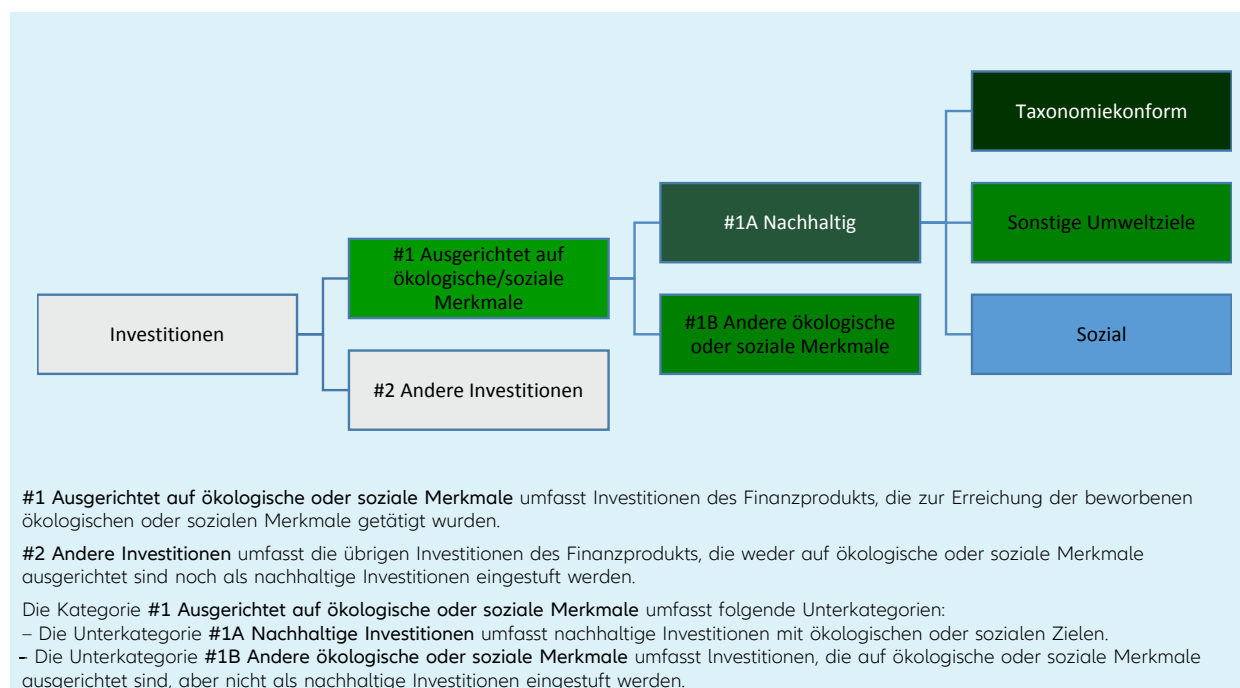 Taxonomiekonform
#1A Nachhaltig
Sonstige Umweltziele
#1 Ausgerichtet auf
ökologische/soziale
Merkmale
Investitionen
#1B Andere ökologische
oder soziale Merkmale
Sozial
#2 Andere Investitionen
#1 Ausgerichtet auf ökologische oder soziale Merkmale umfasst Investitionen des Finanzprodukts, die zur Erreichung der beworbenen
ökologischen oder sozialen Merkmale getätigt wurden.
#2 Andere Investitionen umfasst die übrigen Investitionen des Finanzprodukts, die weder auf ökologische oder soziale Merkmale
ausgerichtet sind noch als nachhaltige Investitionen eingestuft werden.
Die Kategorie #1 Ausgerichtet auf ökologische oder soziale Merkmale umfasst folgende Unterkategorien:
– Die Unterkategorie #1A Nachhaltige Investitionen umfasst nachhaltige Investitionen mit ökologischen oder sozialen Zielen.
- Die Unterkategorie #1B Andere ökologische oder soziale Merkmale umfasst Investitionen, die auf ökologische oder soziale Merkmale
ausgerichtet sind, aber nicht als nachhaltige Investitionen eingestuft werden.